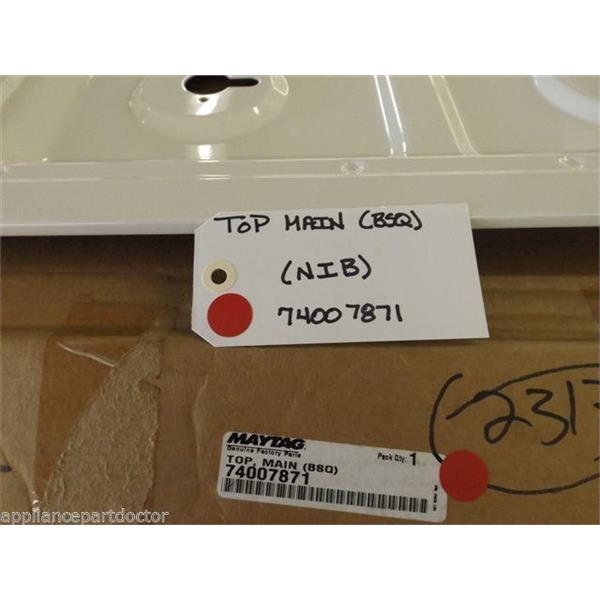 TOP MAIN (BSQ)
(NIB)
74007871
(231
MAYTAG
Genuine Factory Parts
Pack Qty: 1
TOP, MAIN (BSQ)
74007871
appliancepartdoctor